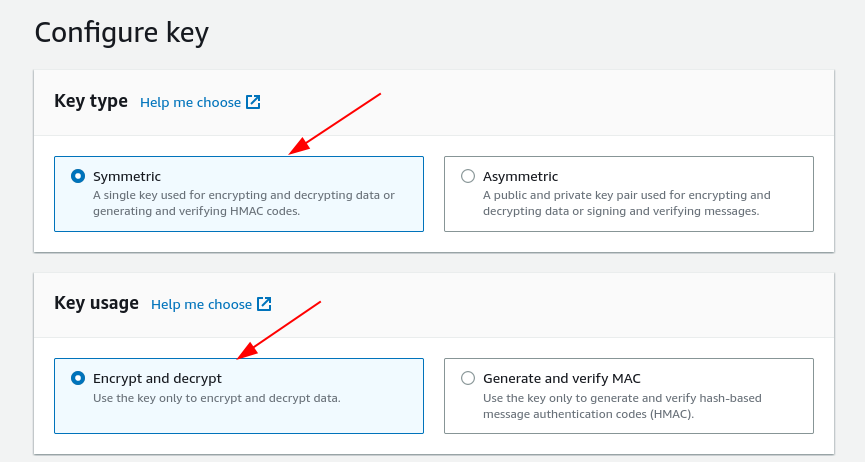 Configure key
Key type Help me choose
Symmetric
A single key used for encrypting and decrypting data or
generating and verifying HMAC codes.
Asymmetric
A public and private key pair used for encrypting and
decrypting data or signing and verifying messages.
Key usage Help me choose
Encrypt and decrypt
Use the key only to encrypt and decrypt data.
Generate and verify MAC
Use the key only to generate and verify hash-based
message authentication codes (HMAC).